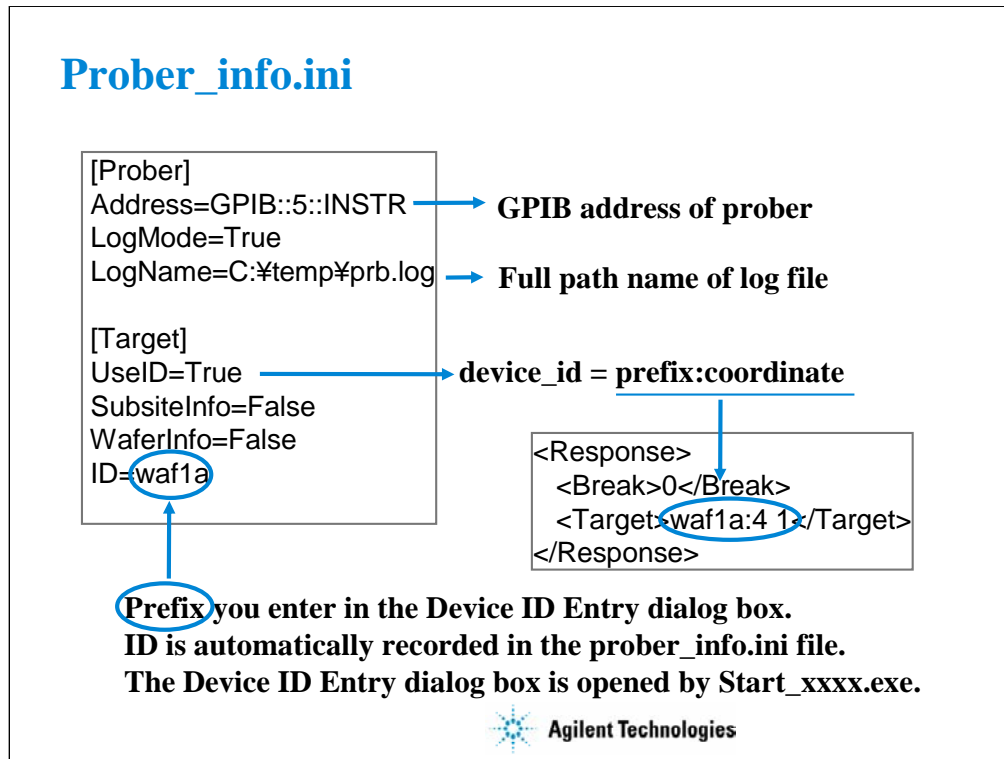 Prober_info.ini
[Prober]
Address=GPIB::5::INSTR
GPIB address of prober
LogMode=True
LogName=C:¥temp¥prb.log
Full path name of log file
[Target]
UseID=True
device_id = prefix:coordinate
SubsiteInfo=False
WaferInfo=False
ID=waf1a
<Response>
<Break>0</Break>
<Target>waf1a:4 1</Target>
</Response>
Prefix you enter in the Device ID Entry dialog box.
ID is automatically recorded in the prober_info.ini file.
The Device ID Entry dialog box is opened by Start_xxxx.exe.
Agilent Technologies